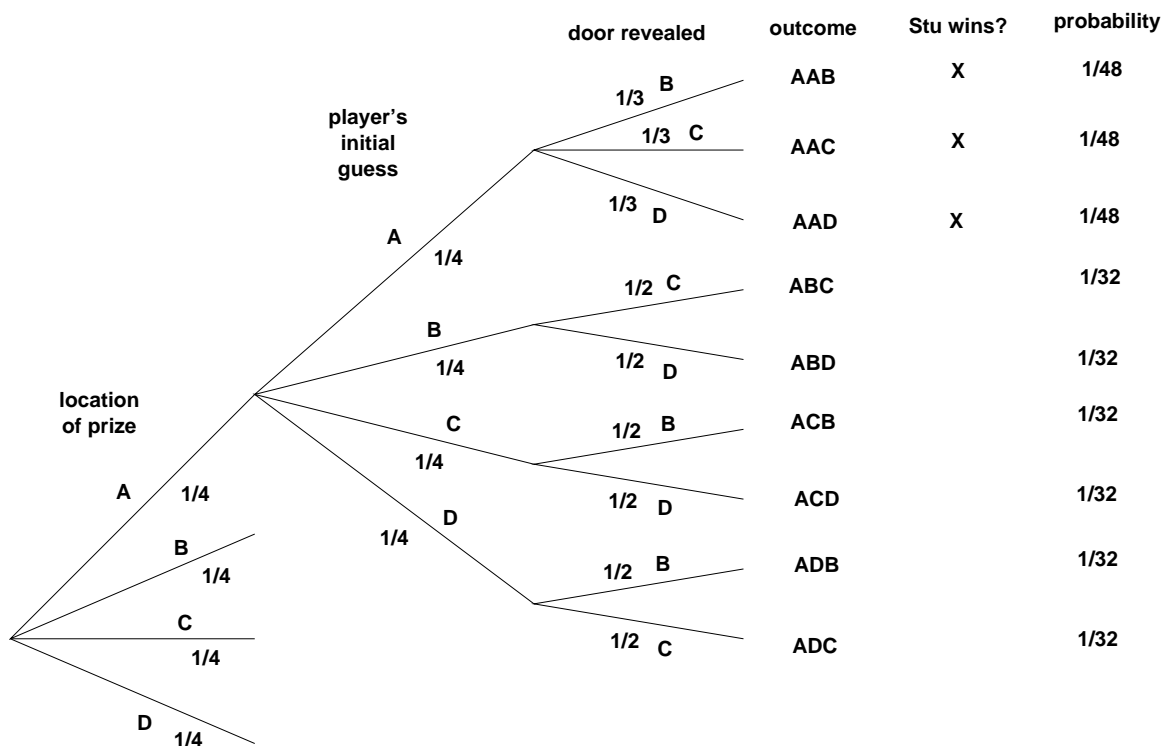 door revealed outcome Stu wins? probability
B
1/3
AAB X 1/48
player's
initial
guess
1/3 C
AAC X 1/48
1/3
D
AAD X 1/48
A
1/4
1/2 C
ABC 1/32
B
1/4
1/2
D
ABD 1/32
location
of prize
C
1/4
1/2 B
ACB 1/32
A
1/4
D
1/4
1/2 D
ACD 1/32
B
1/4
1/2 B
ADB 1/32
C
1/4
1/2 C
ADC 1/32
D
1/4